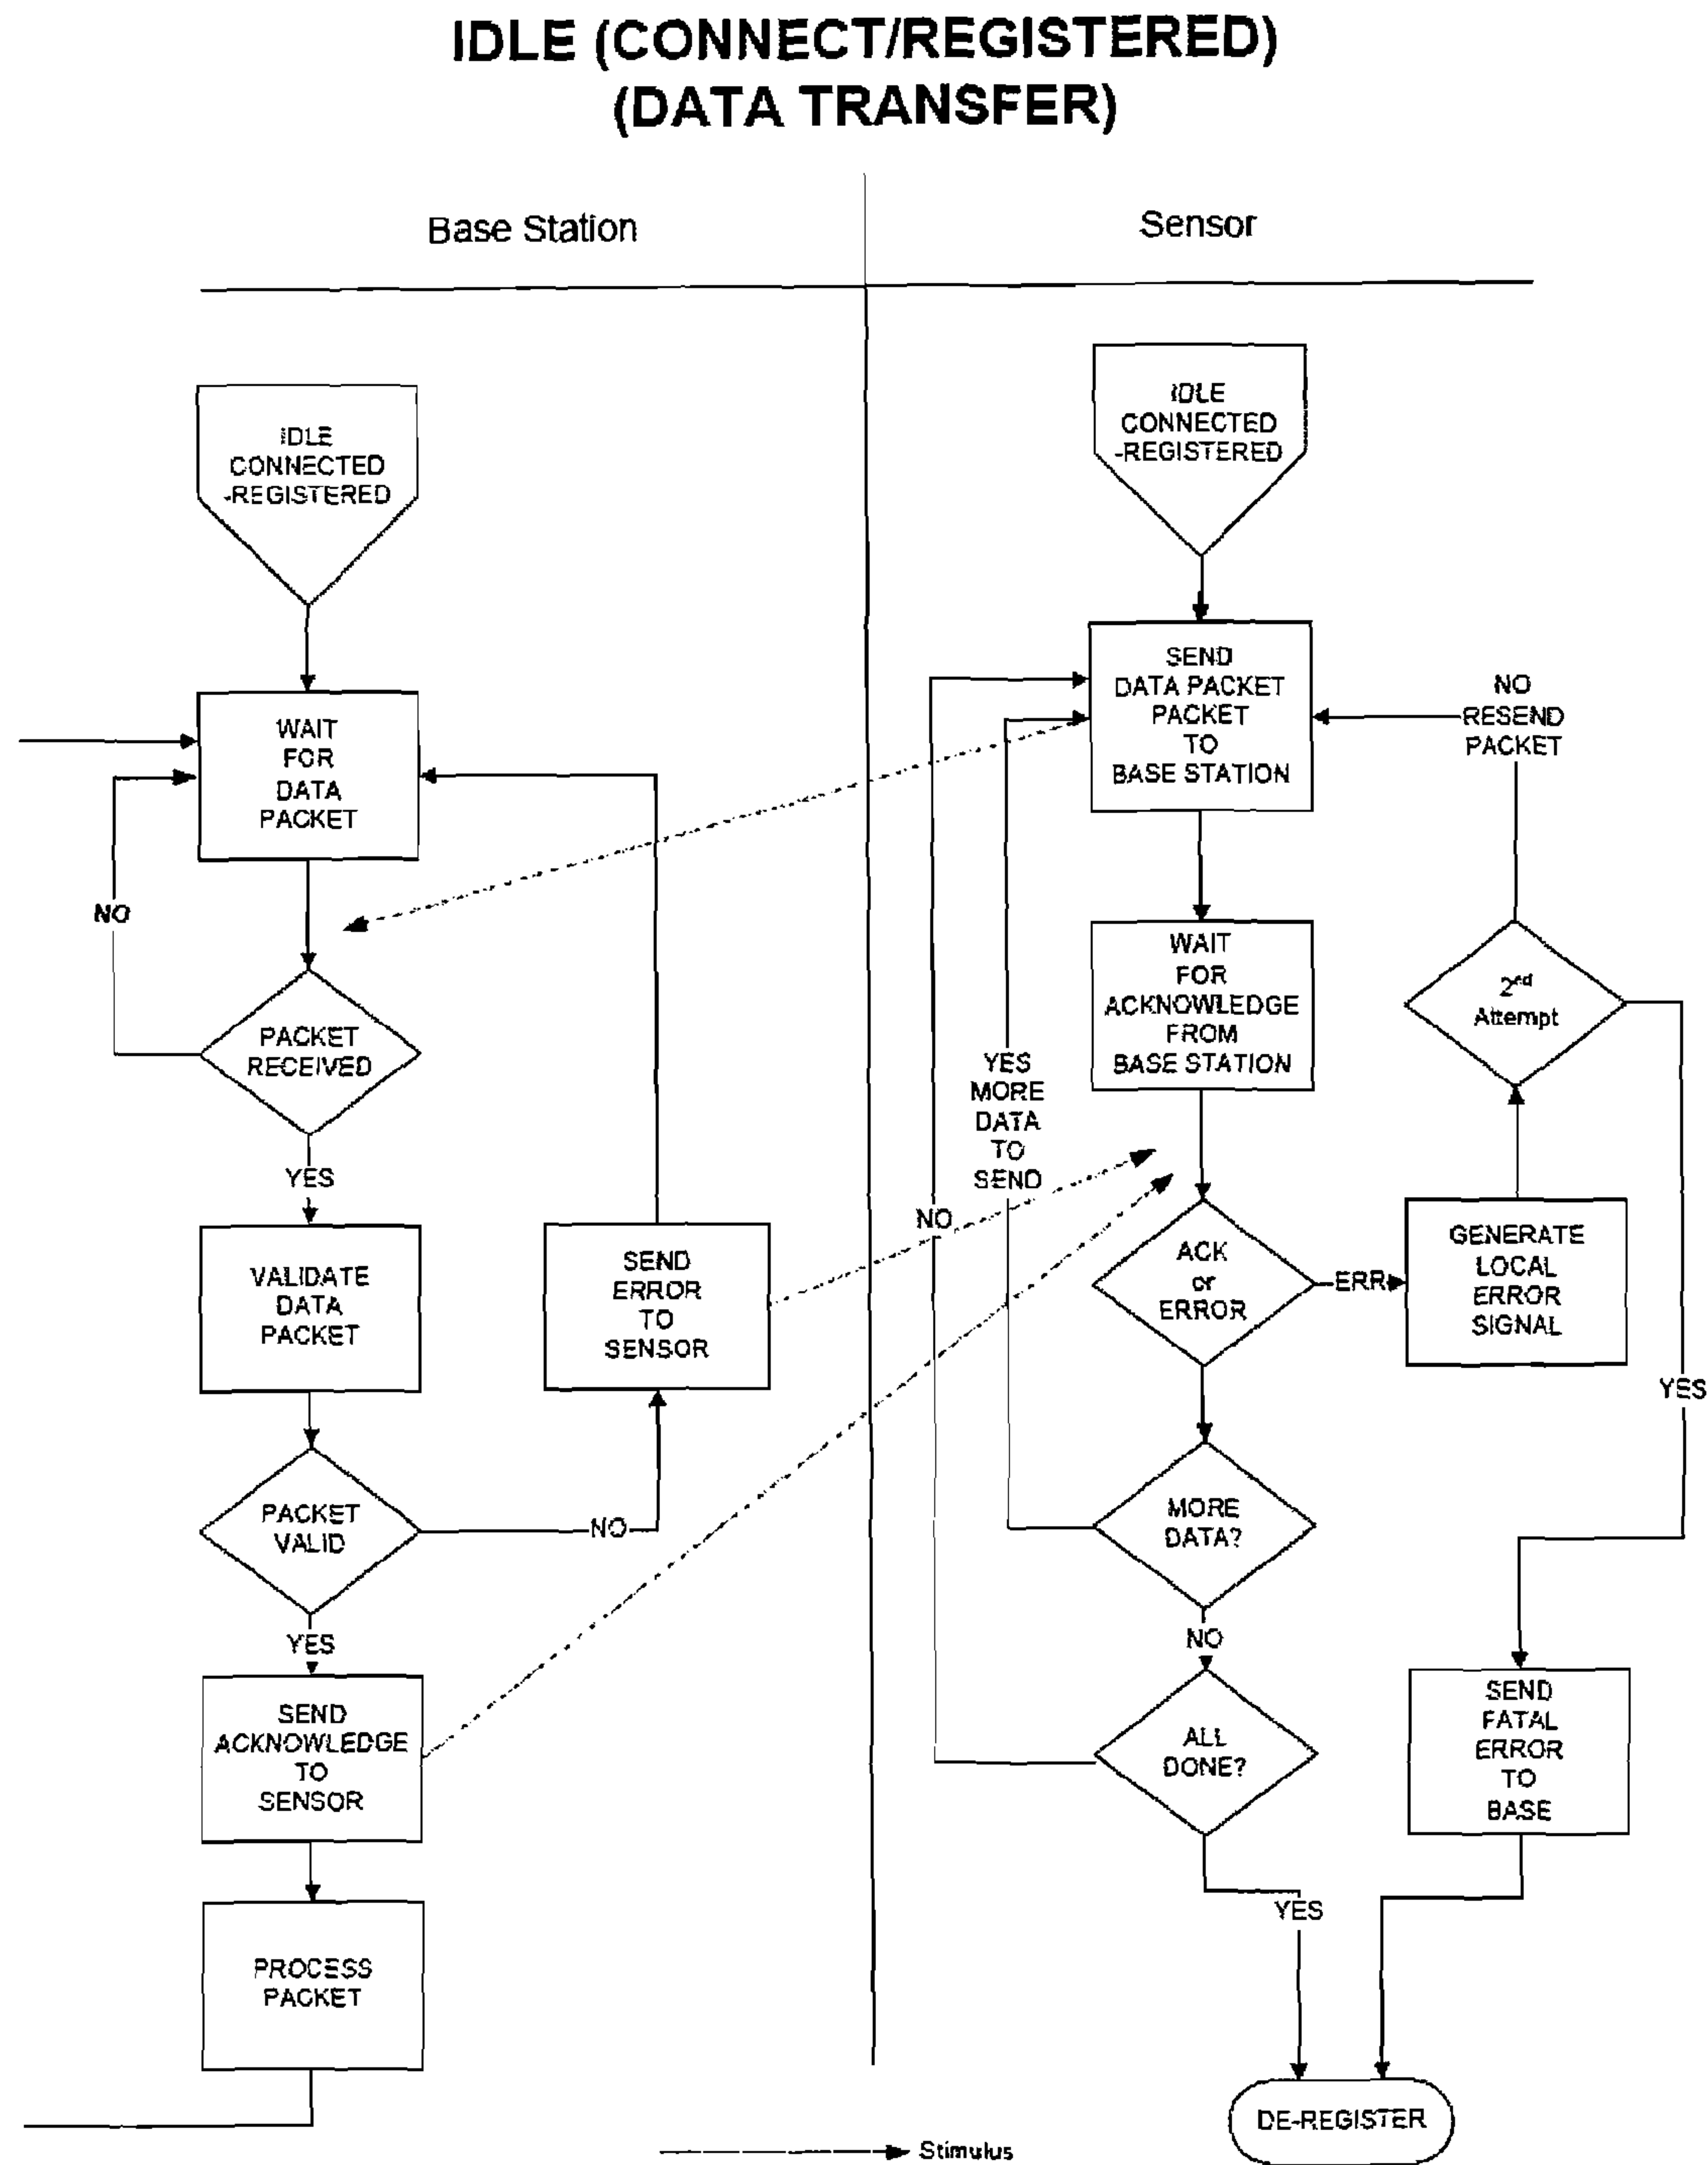 IDLE (CONNECT/REGISTERED)
(DATA TRANSFER)
Base Station
Sensor
IDLE
CONNECTED
-REGISTERED
WAIT
FOR
DATA
PACKET
NO
PACKET
RECEIVED
YES
VALIDATE
DATA
PACKET
SEND
ERROR
TO
SENSOR
PACKET
VALID
NO
YES
SEND
ACKNOWLEDGE
TO
SENSOR
PROCESS
PACKET
IDLE
CONNECTED
-REGISTERED
SEND
DATA PACKET
PACKET
TO
BASE STATION
NO
RESEND
PACKET
WAIT
FOR
ACKNOWLEDGE
FROM
BASE STATION
2nd
Attempt
YES
MORE
DATA
TO
SEND
NO
ACK
or
ERROR
ERR
GENERATE
LOCAL
ERROR
SIGNAL
YES
MORE
DATA?
NO
ALL
DONE?
SEND
FATAL
ERROR
TO
BASE
YES
DE-REGISTER
Stimulus